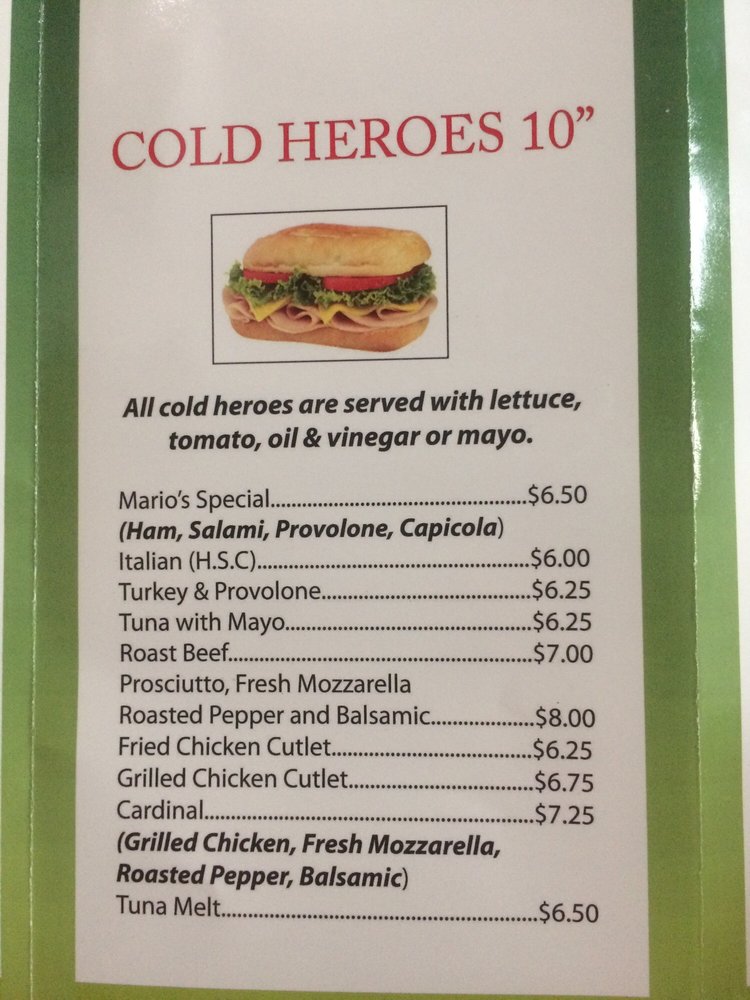 COLD HEROES 10”
All cold heroes are served with lettuce,
tomato, oil & vinegar or mayo.
Mario’s Special..........................................$6.50
(Ham, Salami, Provolone, Capicola)
Italian (H.S.C).............................................$6.00
Turkey & Provolone...................................$6.25
Tuna with Mayo.........................................$6.25
Roast Beef..................................................$7.00
Prosciutto, Fresh Mozzarella
Roasted Pepper and Balsamic.................$8.00
Fried Chicken Cutlet.................................$6.25
Grilled Chicken Cutlet..............................$6.75
Cardinal......................................................$7.25
(Grilled Chicken, Fresh Mozzarella,
Roasted Pepper, Balsamic)
Tuna Melt....................................................$6.50